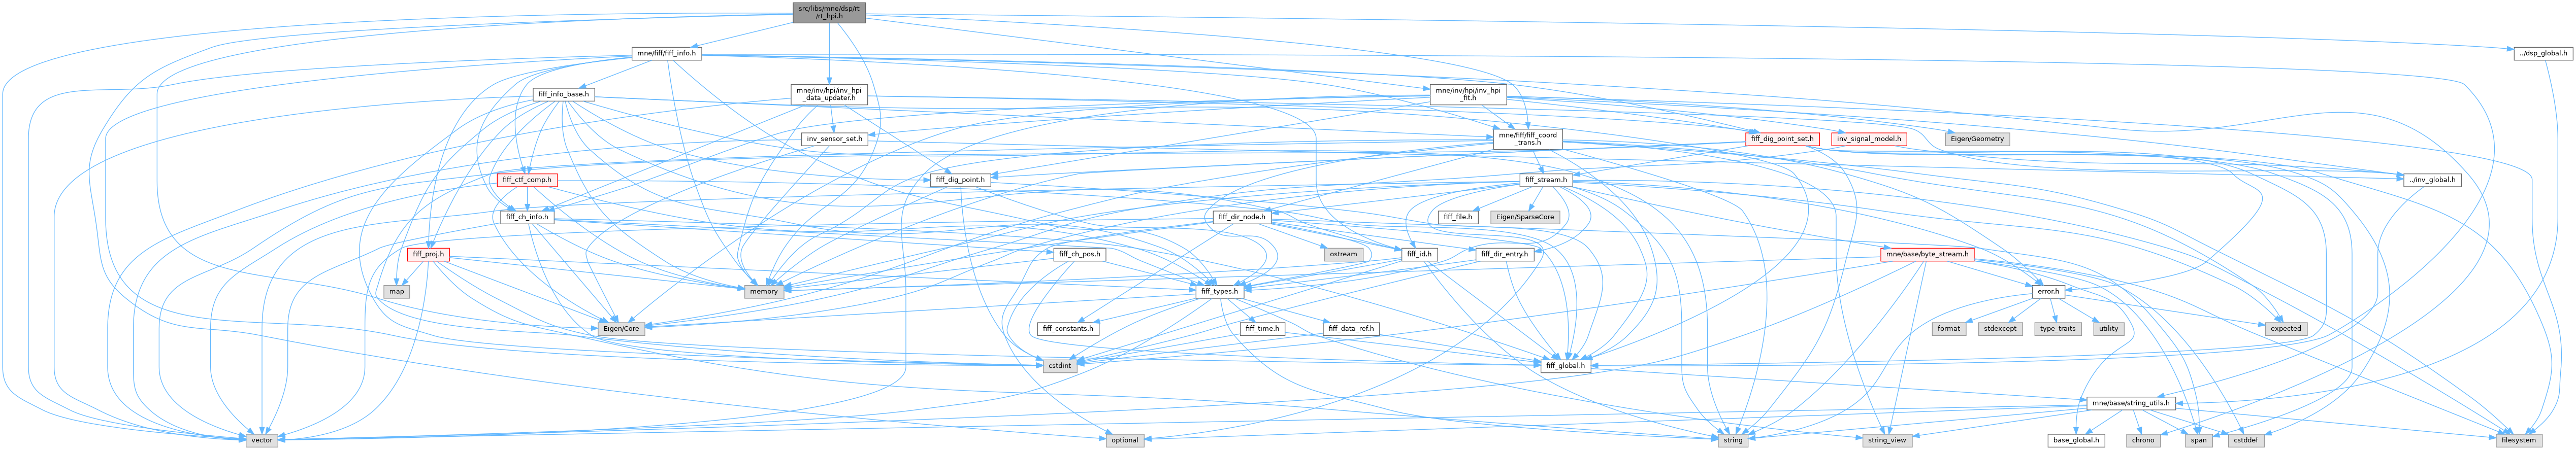 src/libs/mne/dsp/rt
/rt_hpi.h
mne/fiff/fiff_info.h
../dsp_global.h
fiff_info_base.h
mne/inv/hpi/inv_hpi
_data_updater.h
mne/inv/hpi/inv_hpi
_fit.h
inv_sensor_set.h
mne/fiff/fiff_coord
_trans.h
fiff_dig_point_set.h
inv_signal_model.h
Eigen/Geometry
fiff_ctf_comp.h
fiff_dig_point.h
fiff_stream.h
../inv_global.h
fiff_ch_info.h
fiff_dir_node.h
fiff_file.h
Eigen/SparseCore
fiff_proj.h
fiff_ch_pos.h
ostream
fiff_id.h
fiff_dir_entry.h
mne/base/byte_stream.h
map
memory
fiff_types.h
error.h
Eigen/Core
fiff_constants.h
fiff_time.h
fiff_data_ref.h
format
stdexcept
type_traits
utility
expected
cstdint
fiff_global.h
mne/base/string_utils.h
vector
optional
string
string_view
base_global.h
chrono
span
cstddef
filesystem